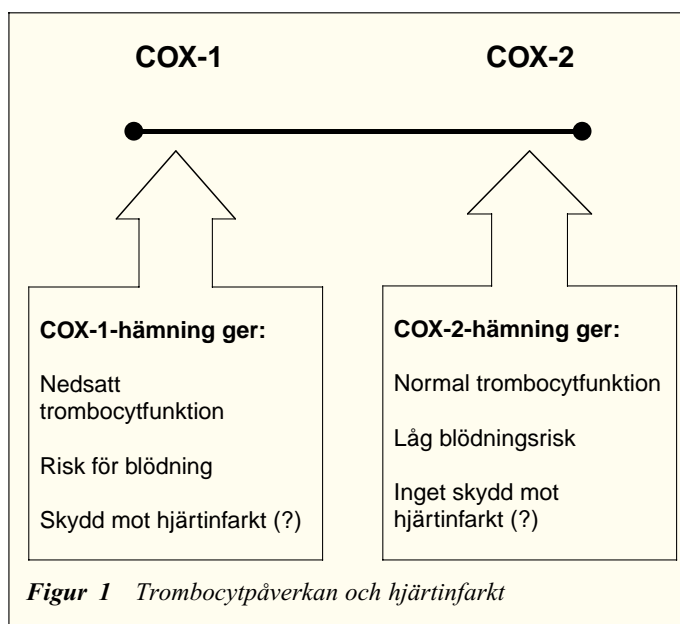 COX-1
COX-2
COX-1-hämning ger:
Nedsatt
trombocytfunktion
Risk för blödning
Skydd mot hjärtinfarkt (?)
COX-2-hämning ger:
Normal trombocytfunktion
Låg blödningsrisk
Inget skydd mot
hjärtinfarkt (?)
Figur 1 Trombocytpåverkan och hjärtinfarkt